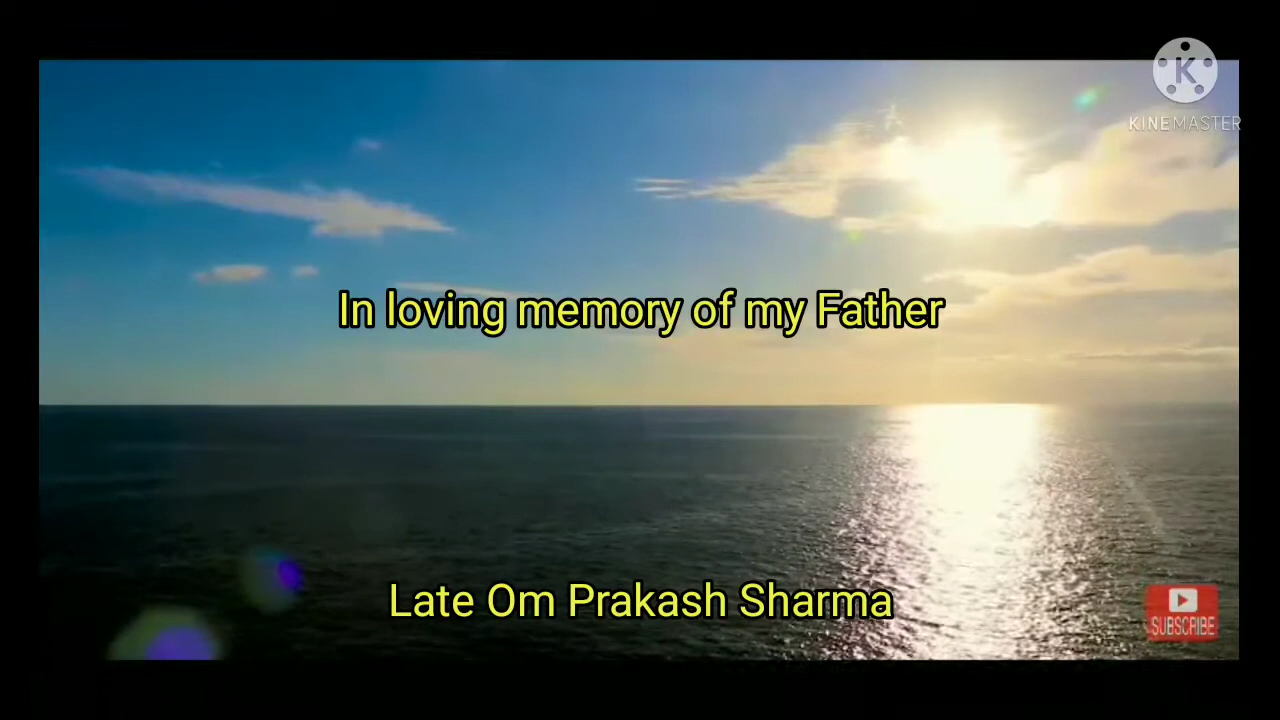 K
KINEMASTER
In loving memory of my Father
Late Om Prakash Sharma
SUBSCRIBE